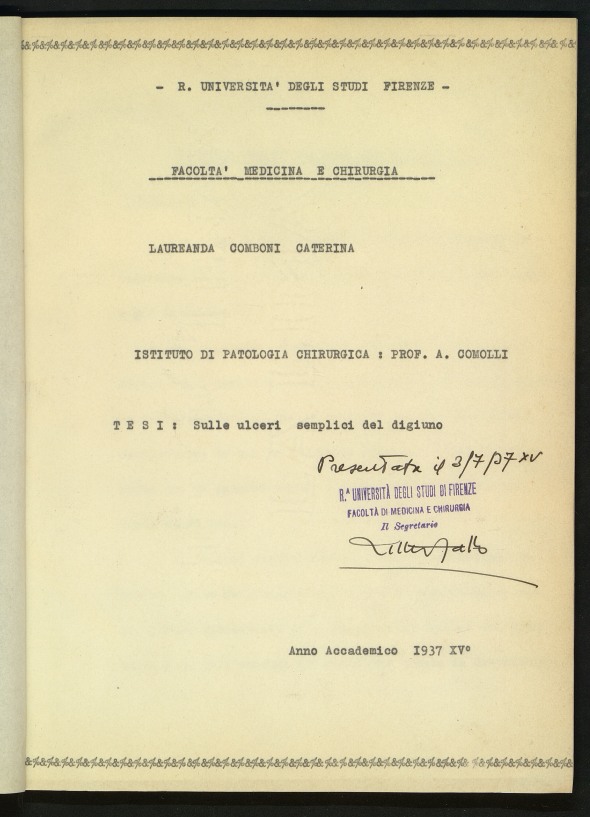 - R. UNIVERSITA' DEGLI STUDI FIRENZE -
FACOLTA' MEDICINA E CHIRURGIA
LAUREANDA COMBONI CATERINA
ISTITUTO DI PATOLOGIA CHIRURGICA : PROF. A. COMOLLI
T E S I : Sulle ulceri semplici del digiuno
Presentata il 3/7/37 XV
R.A UNIVERSITÀ DEGLI STUDI DI FIRENZE
FACOLTÀ DI MEDICINA E CHIRURGIA
Il Segretario
Anno Accademico I937 XV°